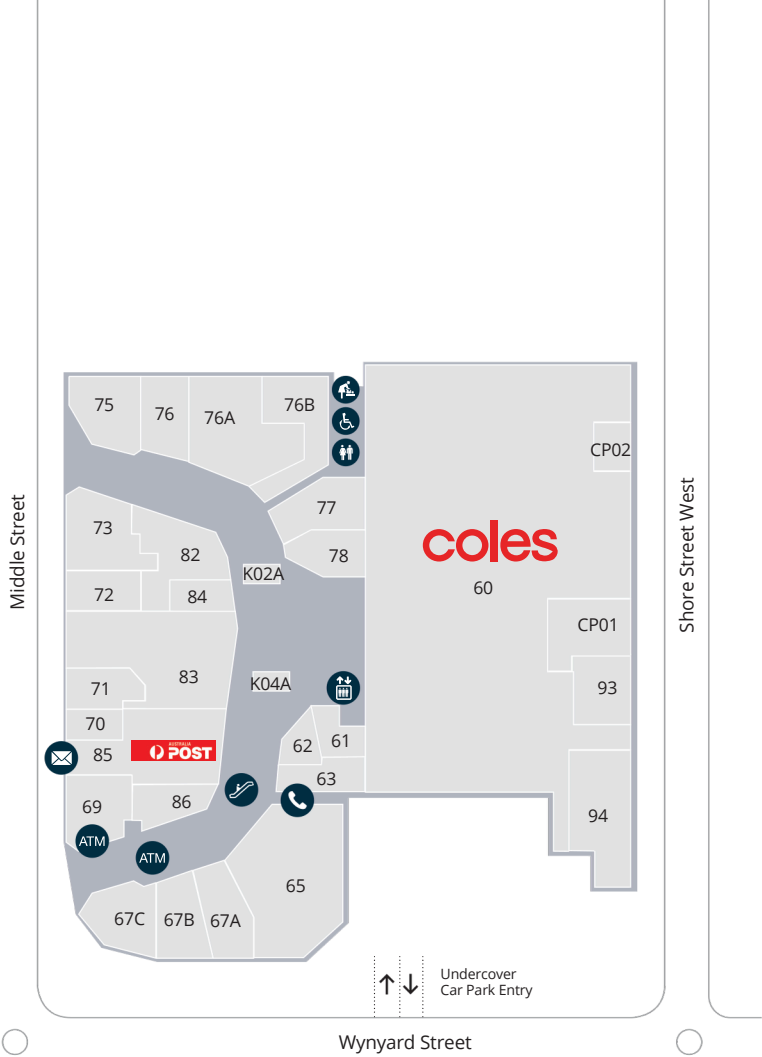 75
76
76A
76B
CP02
77
73
coles
Middle Street
Shore Street West
82
78
K02A
60
72
84
CP01
83
K04A
71
93
70
62
61
AUSTRALIA
POST
85
63
69
86
94
ATM
ATM
65
67C
67B
67A
Undercover
Car Park Entry
Wynyard Street